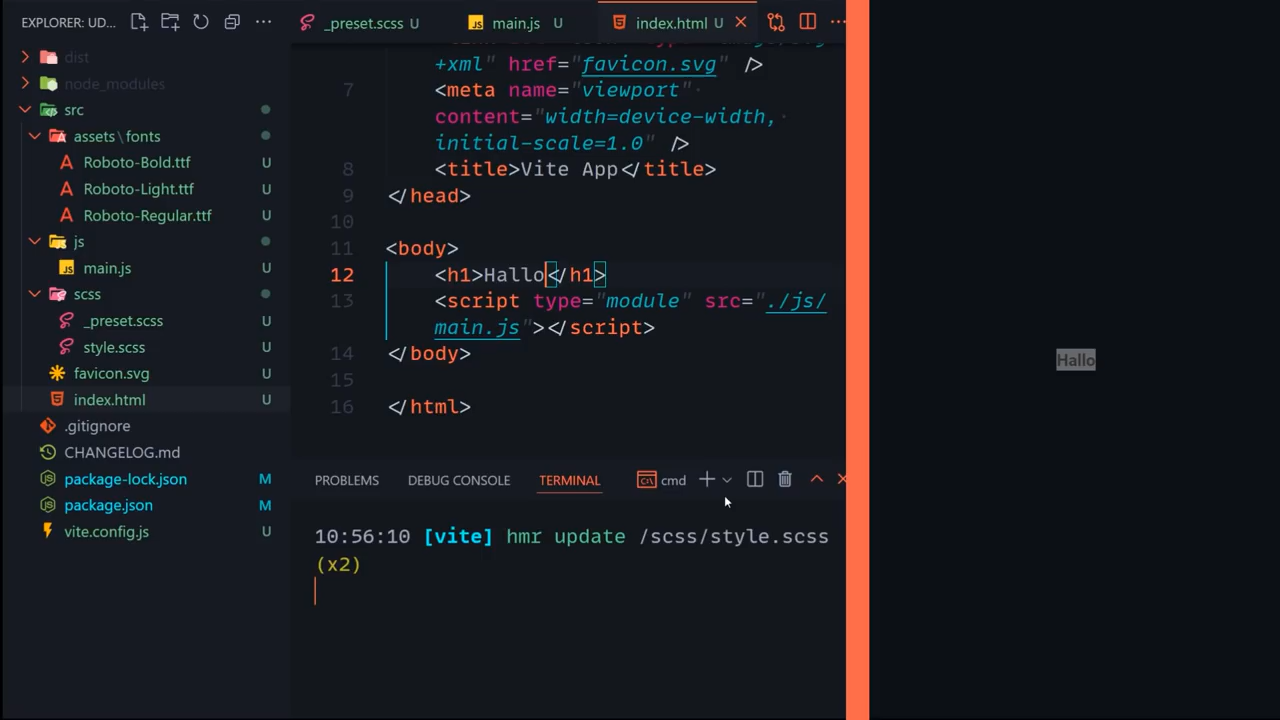 EXPLORER: UD...
dist
node_modules
src
assets\fonts
Roboto-Bold.ttf U
Roboto-Light.ttf U
Roboto-Regular.ttf U
js
main.js U
scss
_preset.scss U
style.scss U
favicon.svg U
index.html U
.gitignore
CHANGELOG.md
package-lock.json M
package.json M
vite.config.js U
_preset.scss U
JS main.js U
index.html U
+xml" href="favicon.svg" />
7 <meta name="viewport"
content="width=device-width,
initial-scale=1.0" />
8 <title>Vite App</title>
9 </head>
10
11 <body>
12 <h1>Hallo</h1>
13 <script type="module" src="./js/
main.js"></script>
14 </body>
15
16 </html>
PROBLEMS DEBUG CONSOLE TERMINAL cmd
10:56:10 [vite] hmr update /scss/style.scss
(x2)
Hallo